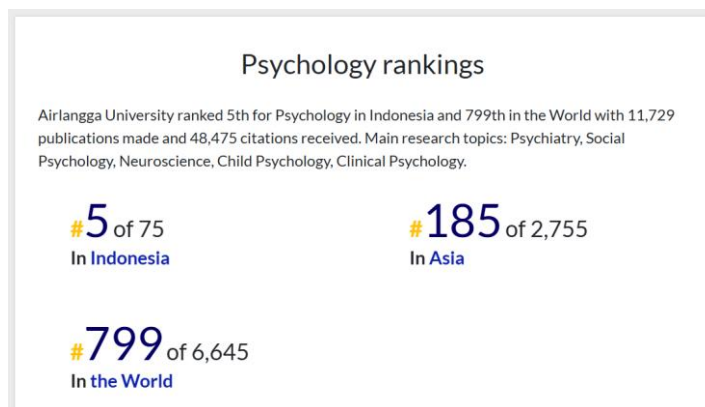 Psychology rankings
Airlangga University ranked 5th for Psychology in Indonesia and 799th in the World with 11,729
publications made and 48,475 citations received. Main research topics: Psychiatry, Social
Psychology, Neuroscience, Child Psychology, Clinical Psychology.
#5 of 75
In Indonesia
#185 of 2,755
In Asia
#799 of 6,645
In the World